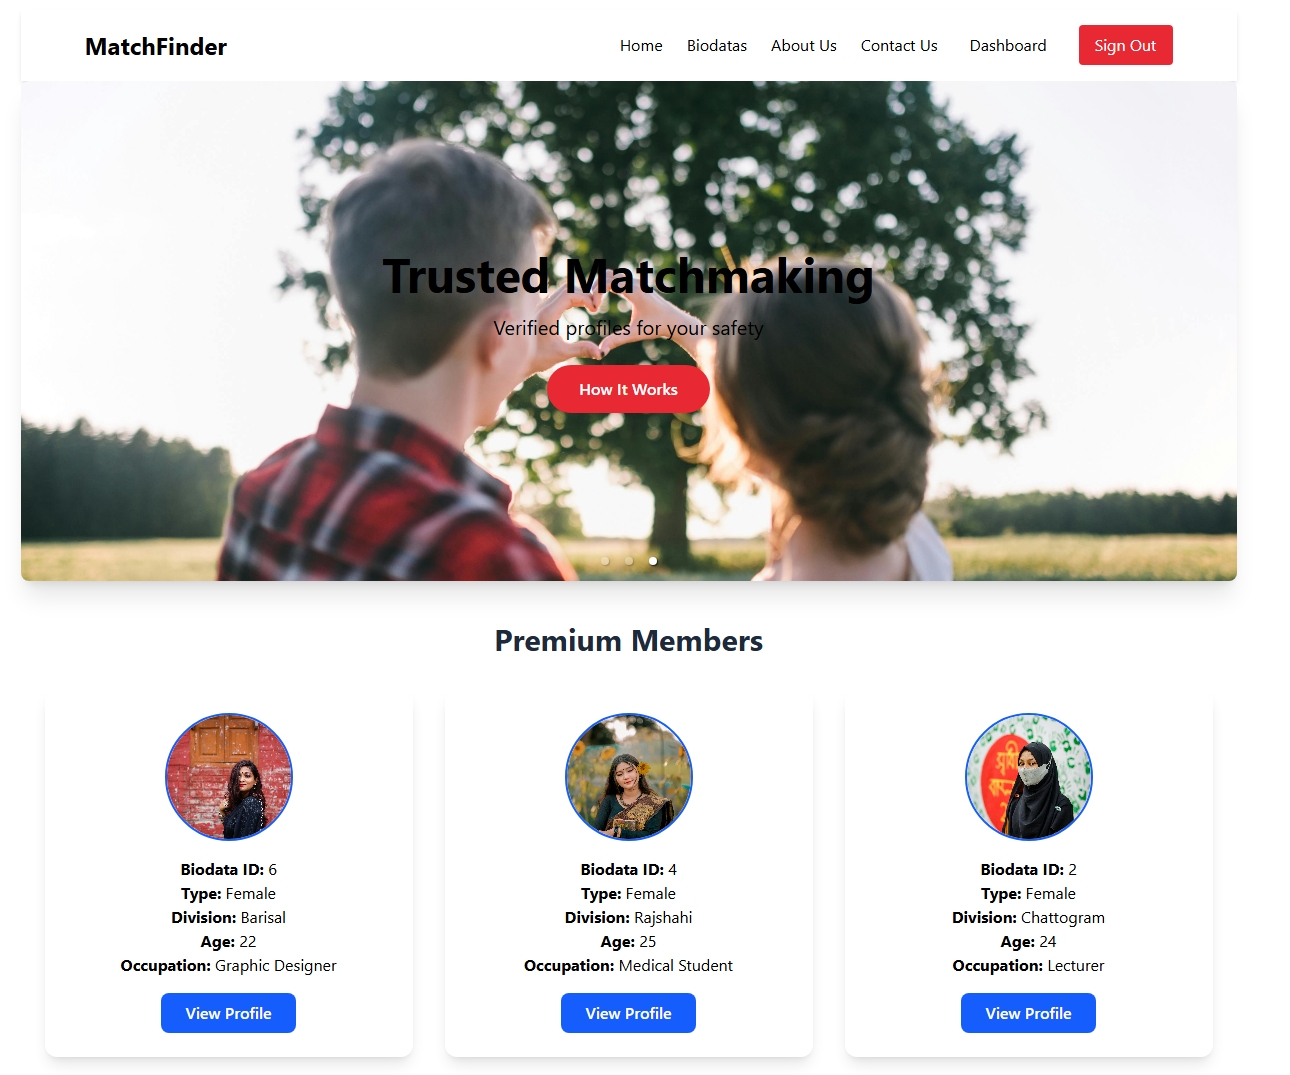 MatchFinder
Home Biodatas About Us Contact Us Dashboard Sign Out
Trusted Matchmaking
Verified profiles for your safety
How It Works
Premium Members
Biodata ID: 6
Type: Female
Division: Barisal
Age: 22
Occupation: Graphic Designer
View Profile
Biodata ID: 4
Type: Female
Division: Rajshahi
Age: 25
Occupation: Medical Student
View Profile
Biodata ID: 2
Type: Female
Division: Chattogram
Age: 24
Occupation: Lecturer
View Profile